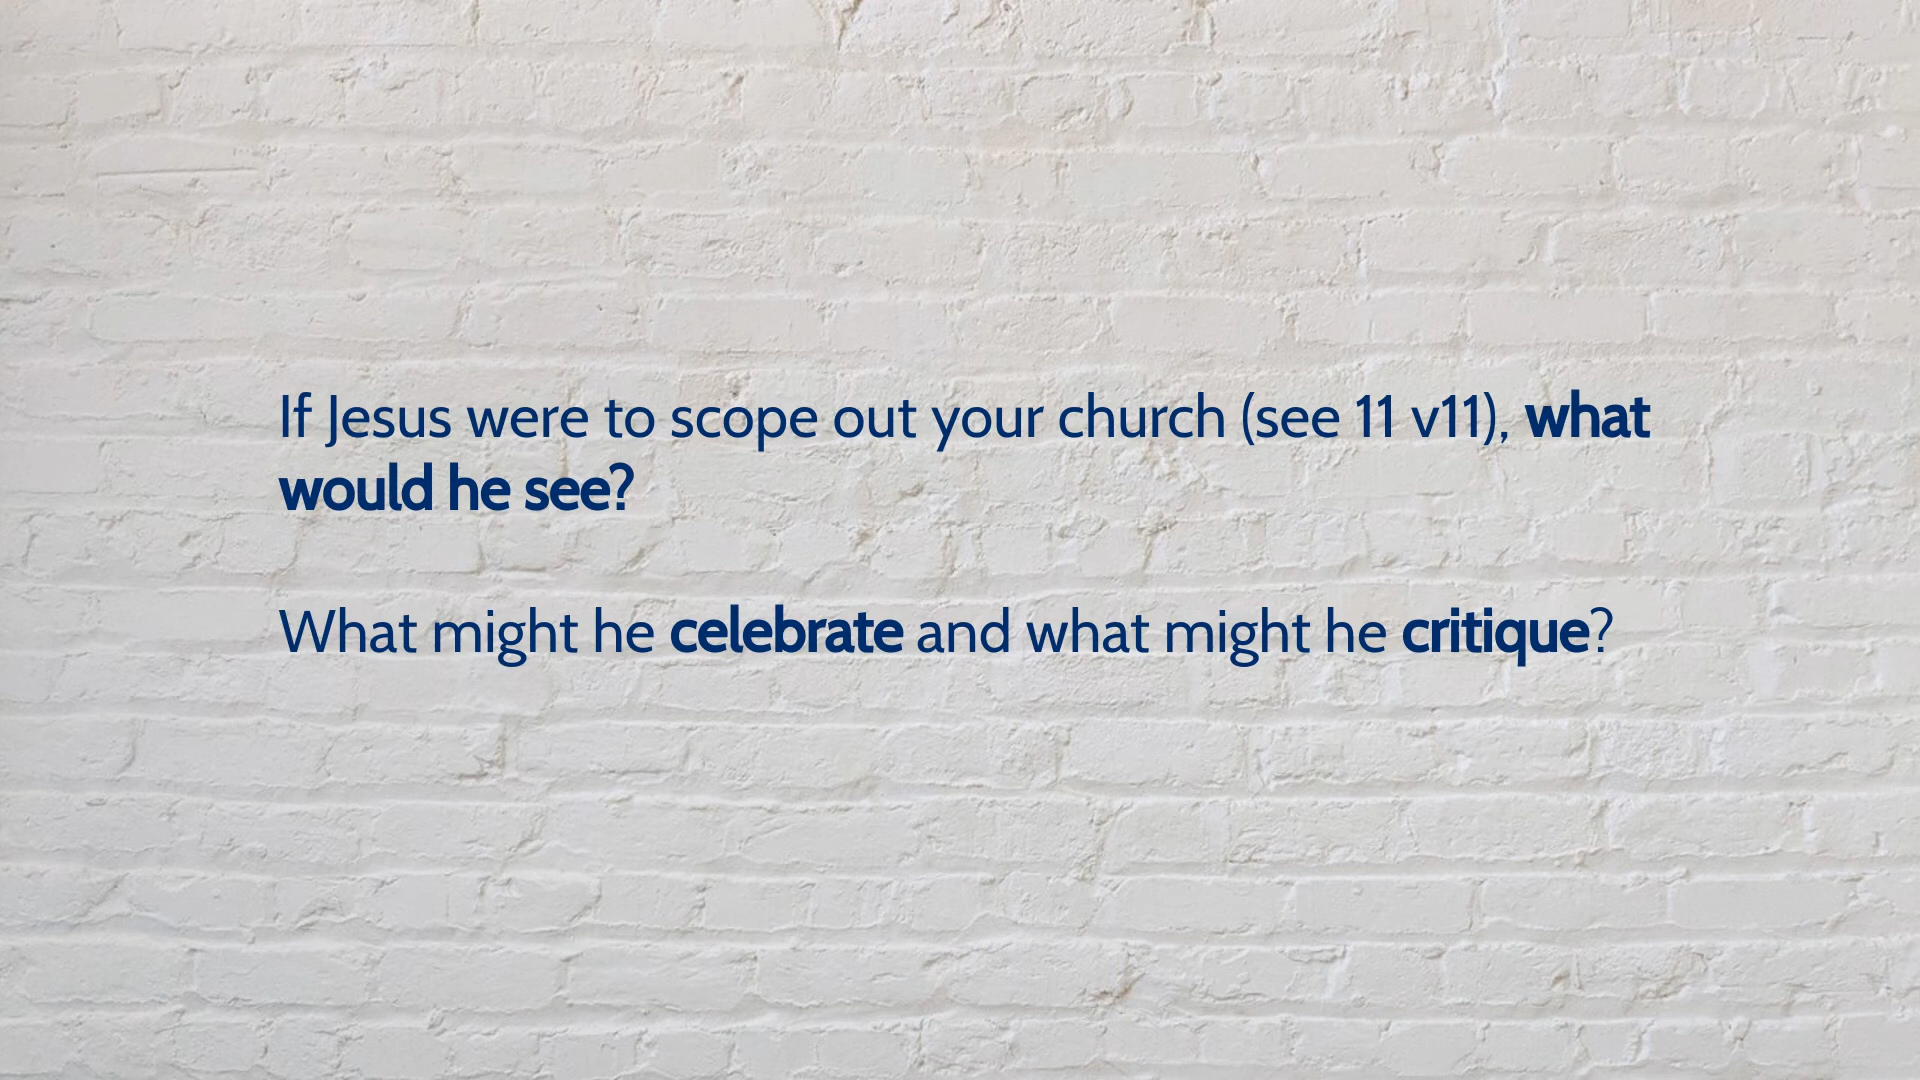 If Jesus were to scope out your church (see 11 v11), what
would he see?
What might he celebrate and what might he critique?